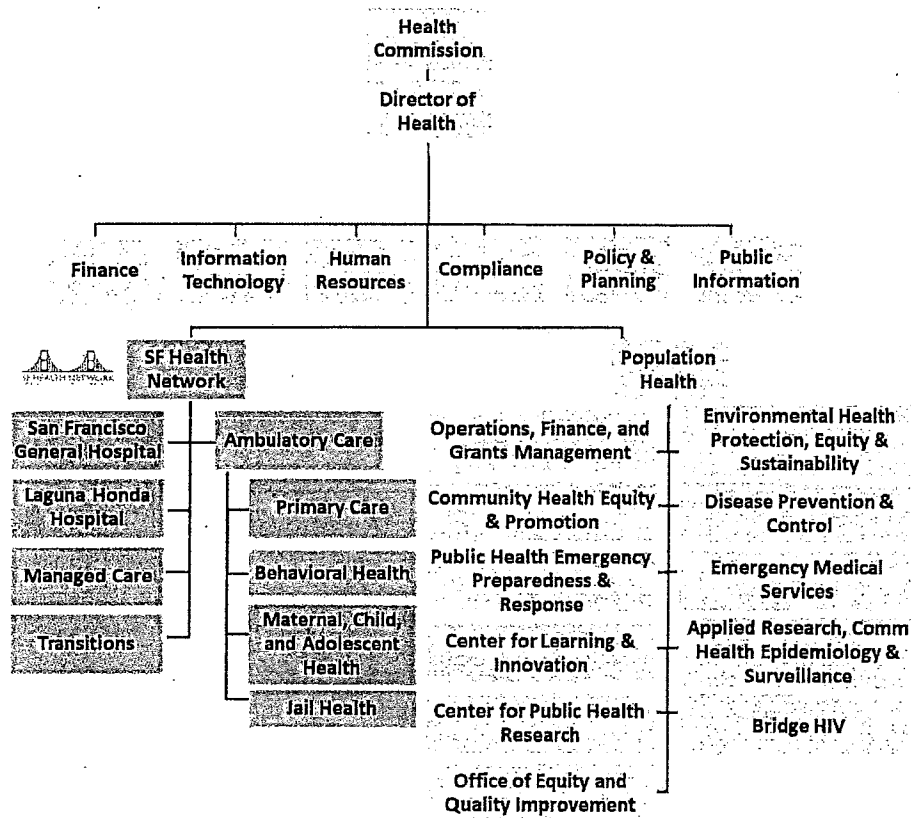 Health
Commission
Director of
Health
Finance
Information
Technology
Human
Resources
Compliance
Policy &
Planning
Public
Information
SF HEALTH NETWORK
SF Health
Network
San Francisco
General Hospital
Laguna Honda
Hospital
Managed Care
Transitions
Ambulatory Care
Primary Care
Behavioral Health
Maternal, Child,
and Adolescent
Health
Jail Health
Population
Health
Operations, Finance, and
Grants Management
Community Health Equity
& Promotion
Public Health Emergency
Preparedness &
Response
Center for Learning &
Innovation
Center for Public Health
Research
Office of Equity and
Quality Improvement
Environmental Health
Protection, Equity &
Sustainability
Disease Prevention &
Control
Emergency Medical
Services
Applied Research, Comm
Health Epidemiology &
Surveillance
Bridge HIV